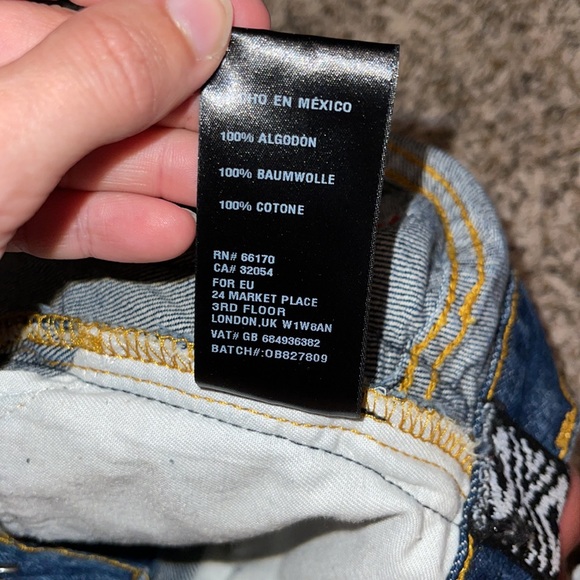 EN MÉXICO
100% ALGODÓN
100% BAUMWOLLE
100% COTONE
RN# 66170
CA# 32054
FOR EU
24 MARKET PLACE
3RD FLOOR
LONDON,UK W1W8AN
VAT# GB 684936382
BATCH#:OB827809